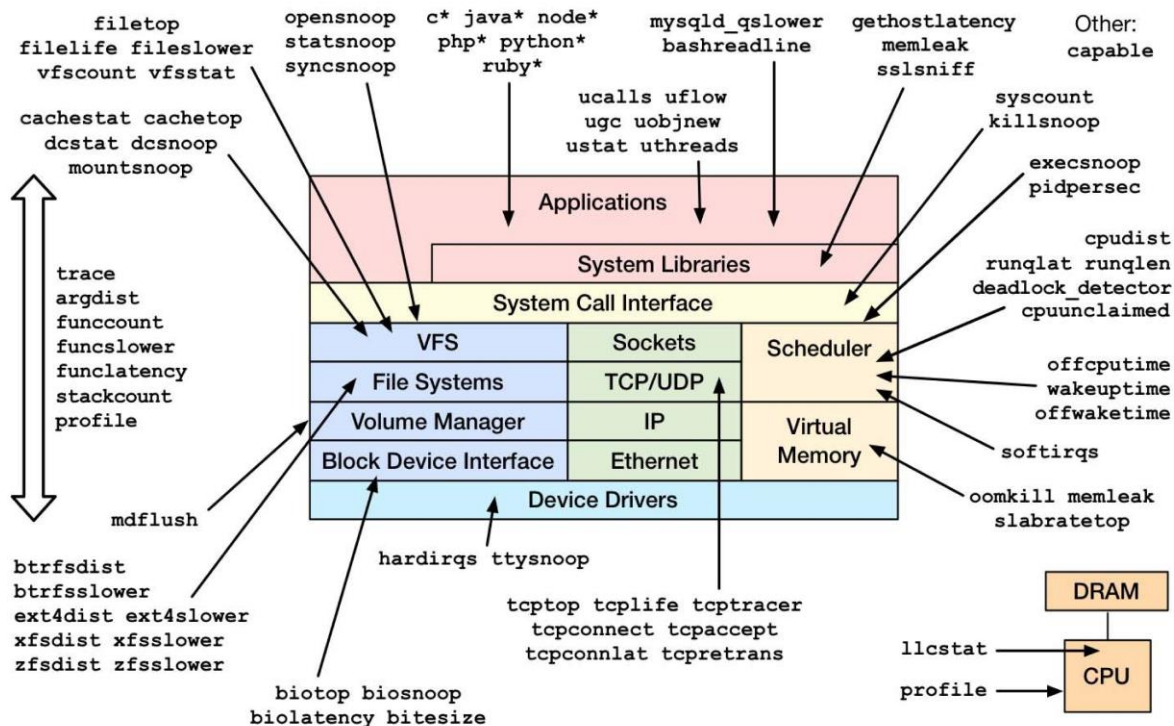 filetop
filelife fileslower
vfscount vfsstat
opensnoop
statsnoop
syncsnoop
c* java* node*
php* python*
ruby*
mysqld_qslower
bashreadline
gethostlatency
memleak
sslsniff
Other:
capable
cachestat cachetop
dcstat dcsnoop
mountsnoop
ucalls uflow
ugc uobjnew
ustat uthreads
syscount
killsnoop
execsnoop
pidpersec
Applications
System Libraries
System Call Interface
VFS
Sockets
Scheduler
File Systems
TCP/UDP
Volume Manager
IP
Virtual
Memory
Block Device Interface
Ethernet
Device Drivers
trace
argdist
funccount
funcslower
funclatency
stackcount
profile
cpudist
runqlat runqlen
deadlock_detector
cpuunclaimed
offcputime
wakeuptime
offwaketime
softirqs
oomkill memleak
slabratetop
mdflush
hardirqs ttysnoop
btrfsdist
btrfsslower
ext4dist ext4slower
xfsdist xfsslower
zfsdist zfsslower
tcptop tcplife tcptracer
tcpconnect tcpaccept
tcpconnlat tcpretrans
biotop biosnoop
biolatency bitesize
DRAM
llcstat
CPU
profile